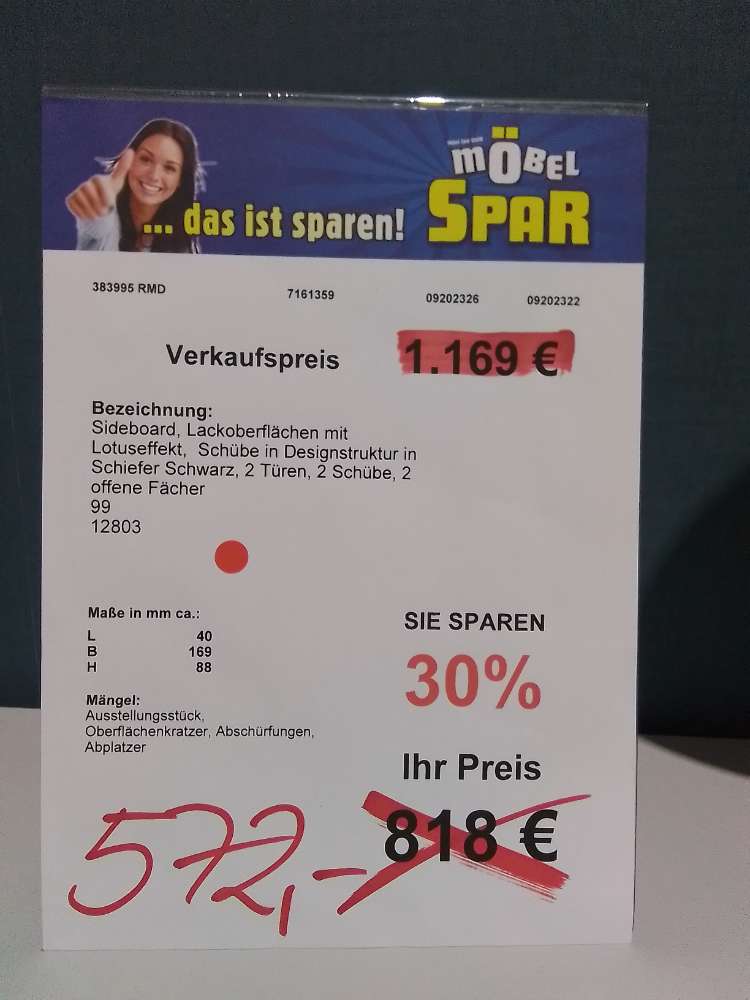 MÖBEL
SPAR
... das ist sparen!
383995 RMD 7161359 09202326 09202322
Verkaufspreis 1.169 €
Bezeichnung:
Sideboard, Lackoberflächen mit
Lotuseffekt, Schübe in Designstruktur in
Schiefer Schwarz, 2 Türen, 2 Schübe, 2
offene Fächer
99
12803
Maße in mm ca.:
L 40
B 169
H 88
SIE SPAREN
30%
Mängel:
Ausstellungsstück,
Oberflächenkratzer, Abschürfungen,
Abplatzer
Ihr Preis
818 €
572,-